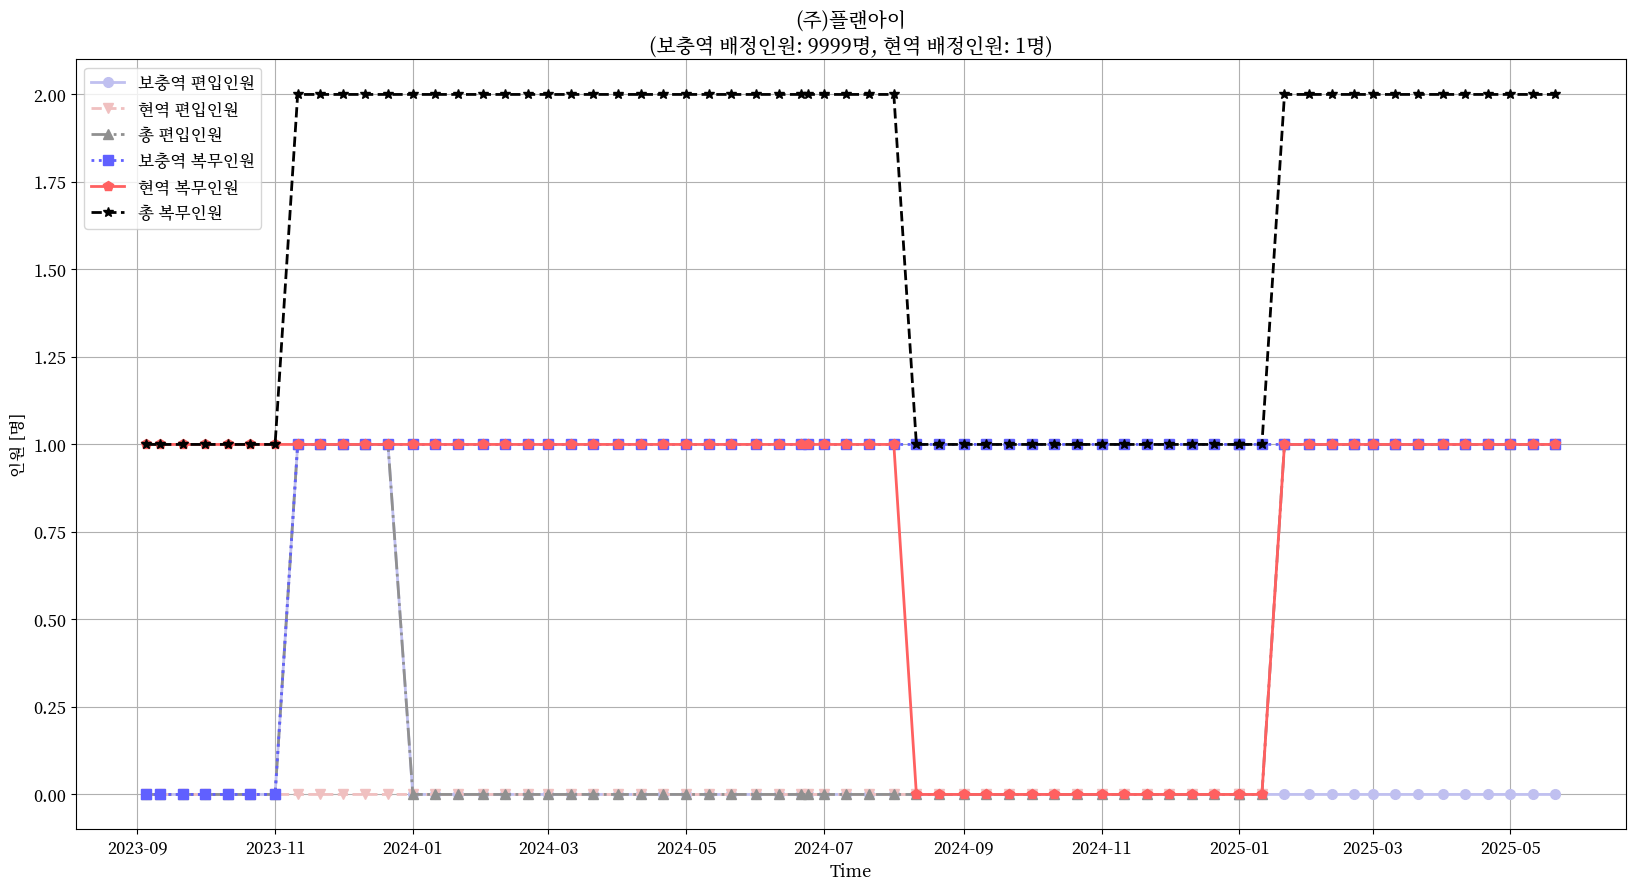 (주)플랜아이
(보충역 배정인원: 9999명, 현역 배정인원: 1명)
보충역 편입인원
현역 편입인원
총 편입인원
보충역 복무인원
현역 복무인원
총 복무인원
2.00
1.75
1.50
1.25
1.00
0.75
0.50
0.25
0.00
인원 [명]
2023-09
2023-11
2024-01
2024-03
2024-05
2024-07
2024-09
2024-11
2025-01
2025-03
2025-05
Time